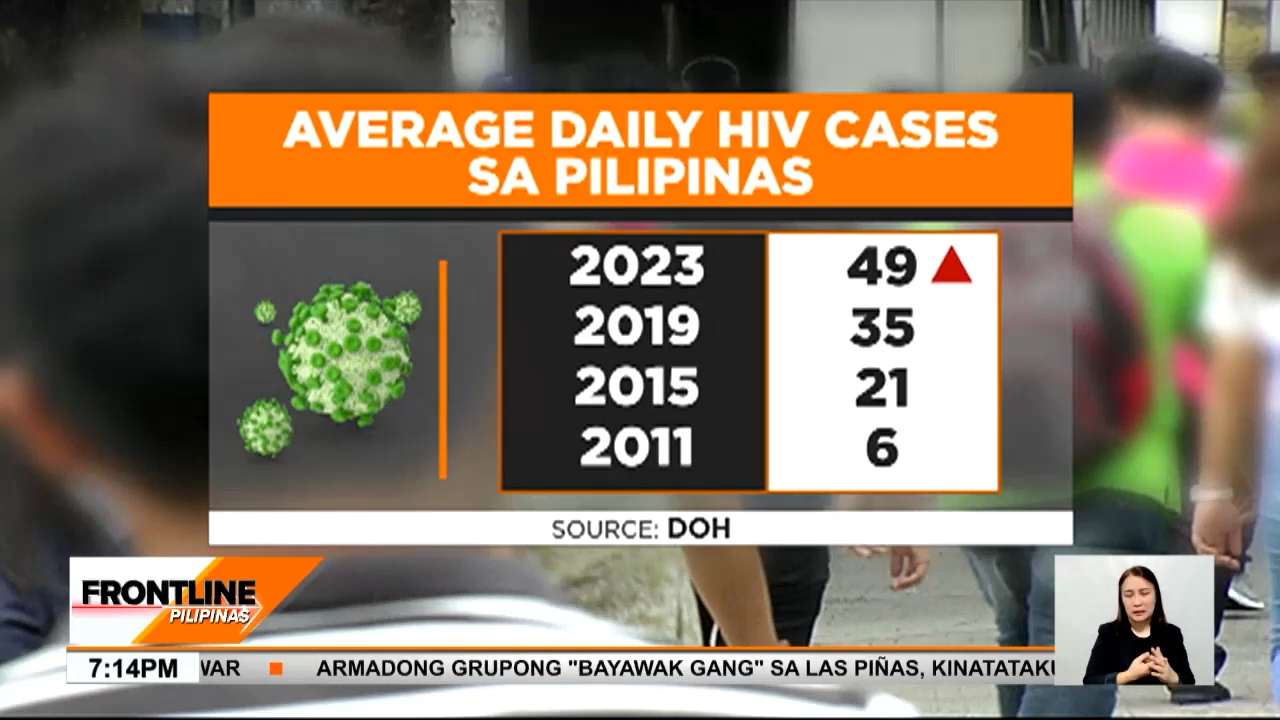 AVERAGE DAILY HIV CASES
SA PILIPINAS
2023 49
2019 35
2015 21
2011 6
SOURCE: DOH
FRONTLINE
PILIPINAS
7:14PM WAR ARMADONG GRUPONG "BAYAWAK GANG" SA LAS PIÑAS,